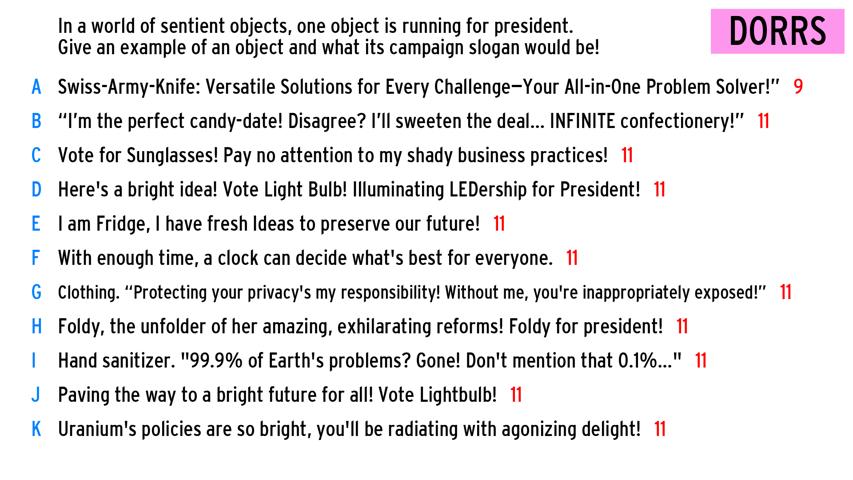 In a world of sentient objects, one object is running for president.
Give an example of an object and what its campaign slogan would be!
DORRS
A Swiss-Army-Knife: Versatile Solutions for Every Challenge—Your All-in-One Problem Solver!” 9
B “I’m the perfect candy-date! Disagree? I’ll sweeten the deal... INFINITE confectionery!” 11
C Vote for Sunglasses! Pay no attention to my shady business practices! 11
D Here's a bright idea! Vote Light Bulb! Illuminating LEDership for President! 11
E I am Fridge, I have fresh Ideas to preserve our future! 11
F With enough time, a clock can decide what's best for everyone. 11
G Clothing. “Protecting your privacy's my responsibility! Without me, you're inappropriately exposed!” 11
H Foldy, the unfolder of her amazing, exhilarating reforms! Foldy for president! 11
I Hand sanitizer. "99.9% of Earth's problems? Gone! Don't mention that 0.1%..." 11
J Paving the way to a bright future for all! Vote Lightbulb! 11
K Uranium's policies are so bright, you'll be radiating with agonizing delight! 11